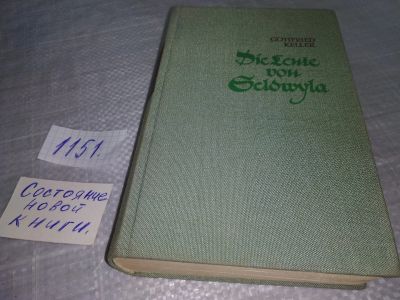 GOTTFRIED
KELLER
Die Leute
von
Seldwyla
1151.
Состояние
новой
книги.